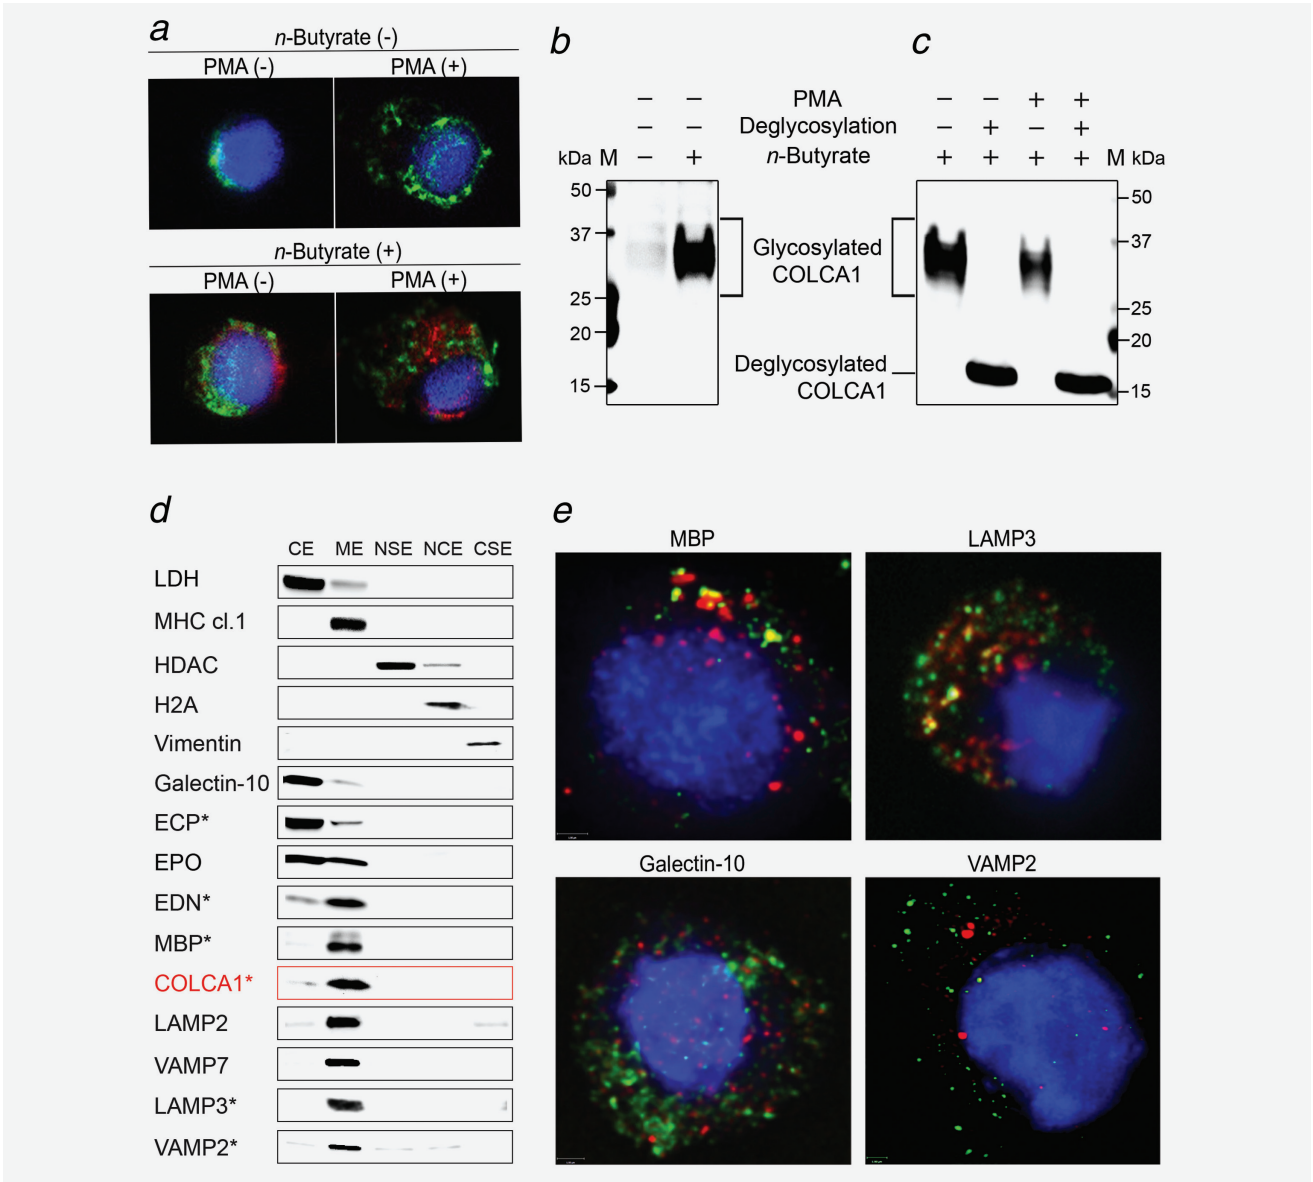 a
n-Butyrate (-)
PMA (-) PMA (+)
n-Butyrate (+)
PMA (-) PMA (+)
b
− − PMA
− − Deglycosylation
kDa M − + n-Butyrate
50
37
25
20
15
Glycosylated
COLCA1
Deglycosylated
COLCA1
c
− − + +
− + − +
+ + + + M kDa
50
37
25
20
15
d
CE ME NSE NCE CSE
LDH
MHC cl.1
HDAC
H2A
Vimentin
Galectin-10
ECP*
EPO
EDN*
MBP*
COLCA1*
LAMP2
VAMP7
LAMP3*
VAMP2*
e
MBP LAMP3
Galectin-10 VAMP2